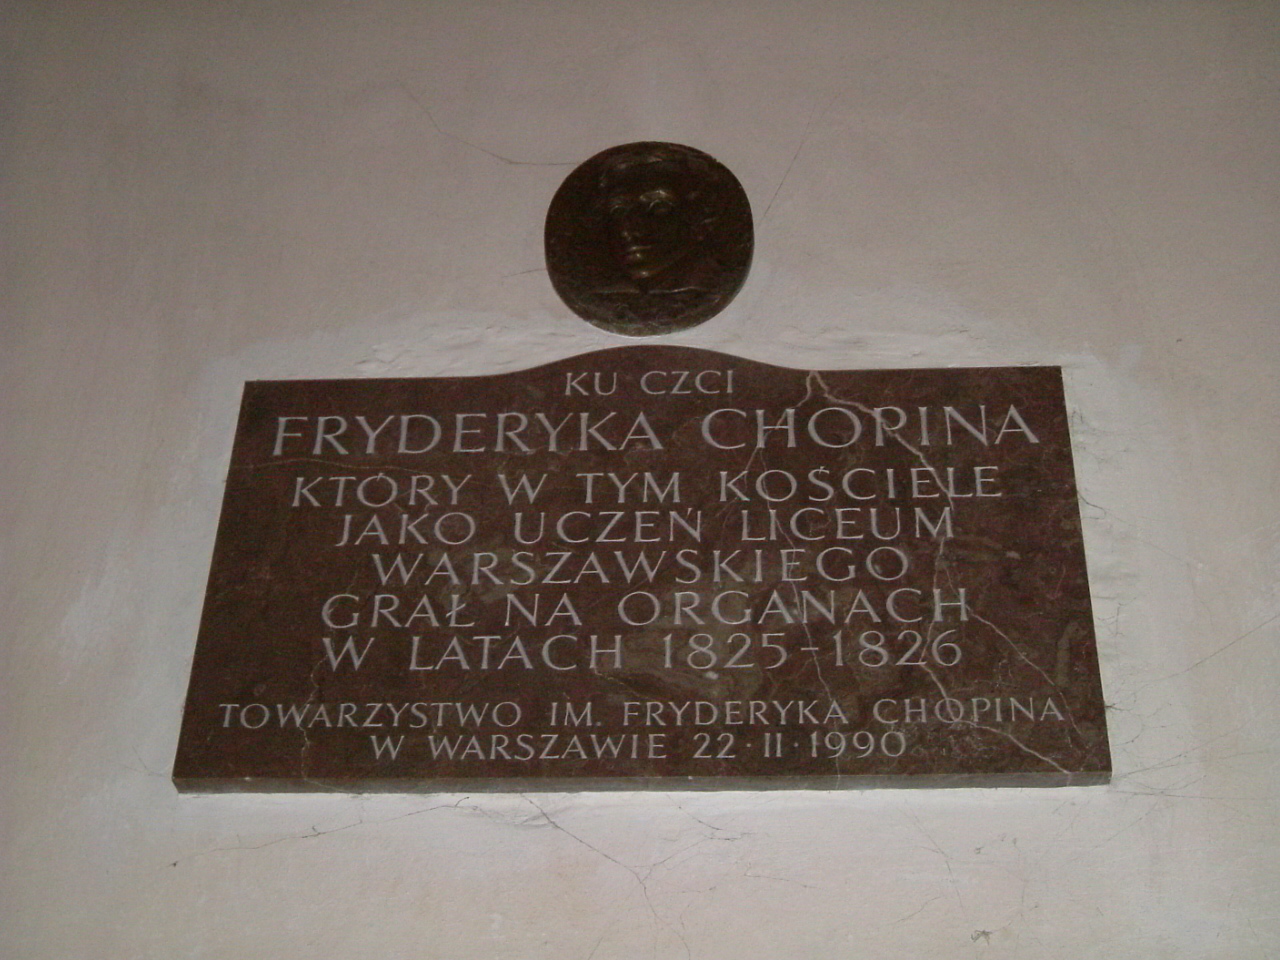 KU CZCI
FRYDERYKA CHOPINA
KTÓRY W TYM KOŚCIELE
JAKO UCZEŃ LICEUM
WARSZAWSKIEGO
GRAŁ NA ORGANACH
W LATACH 1825-1826
TOWARZYSTWO IM. FRYDERYKA CHOPINA
W WARSZAWIE 22·II·1990